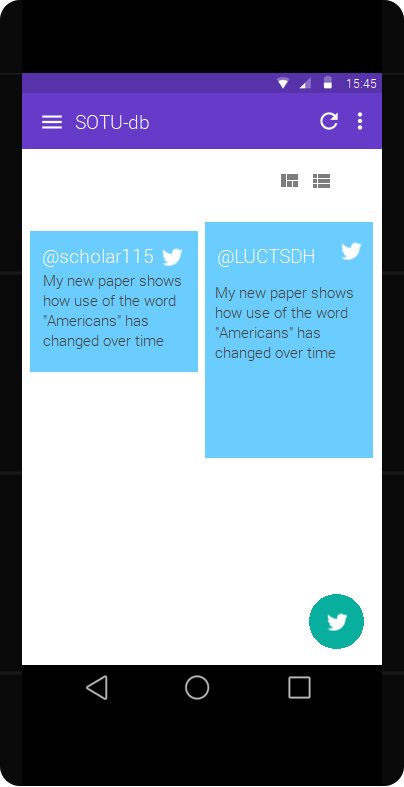 15:45
SOTU-db
@scholar115
My new paper shows
how use of the word
"Americans" has
changed over time
@LUCTSDH
My new paper shows
how use of the word
"Americans" has
changed over time